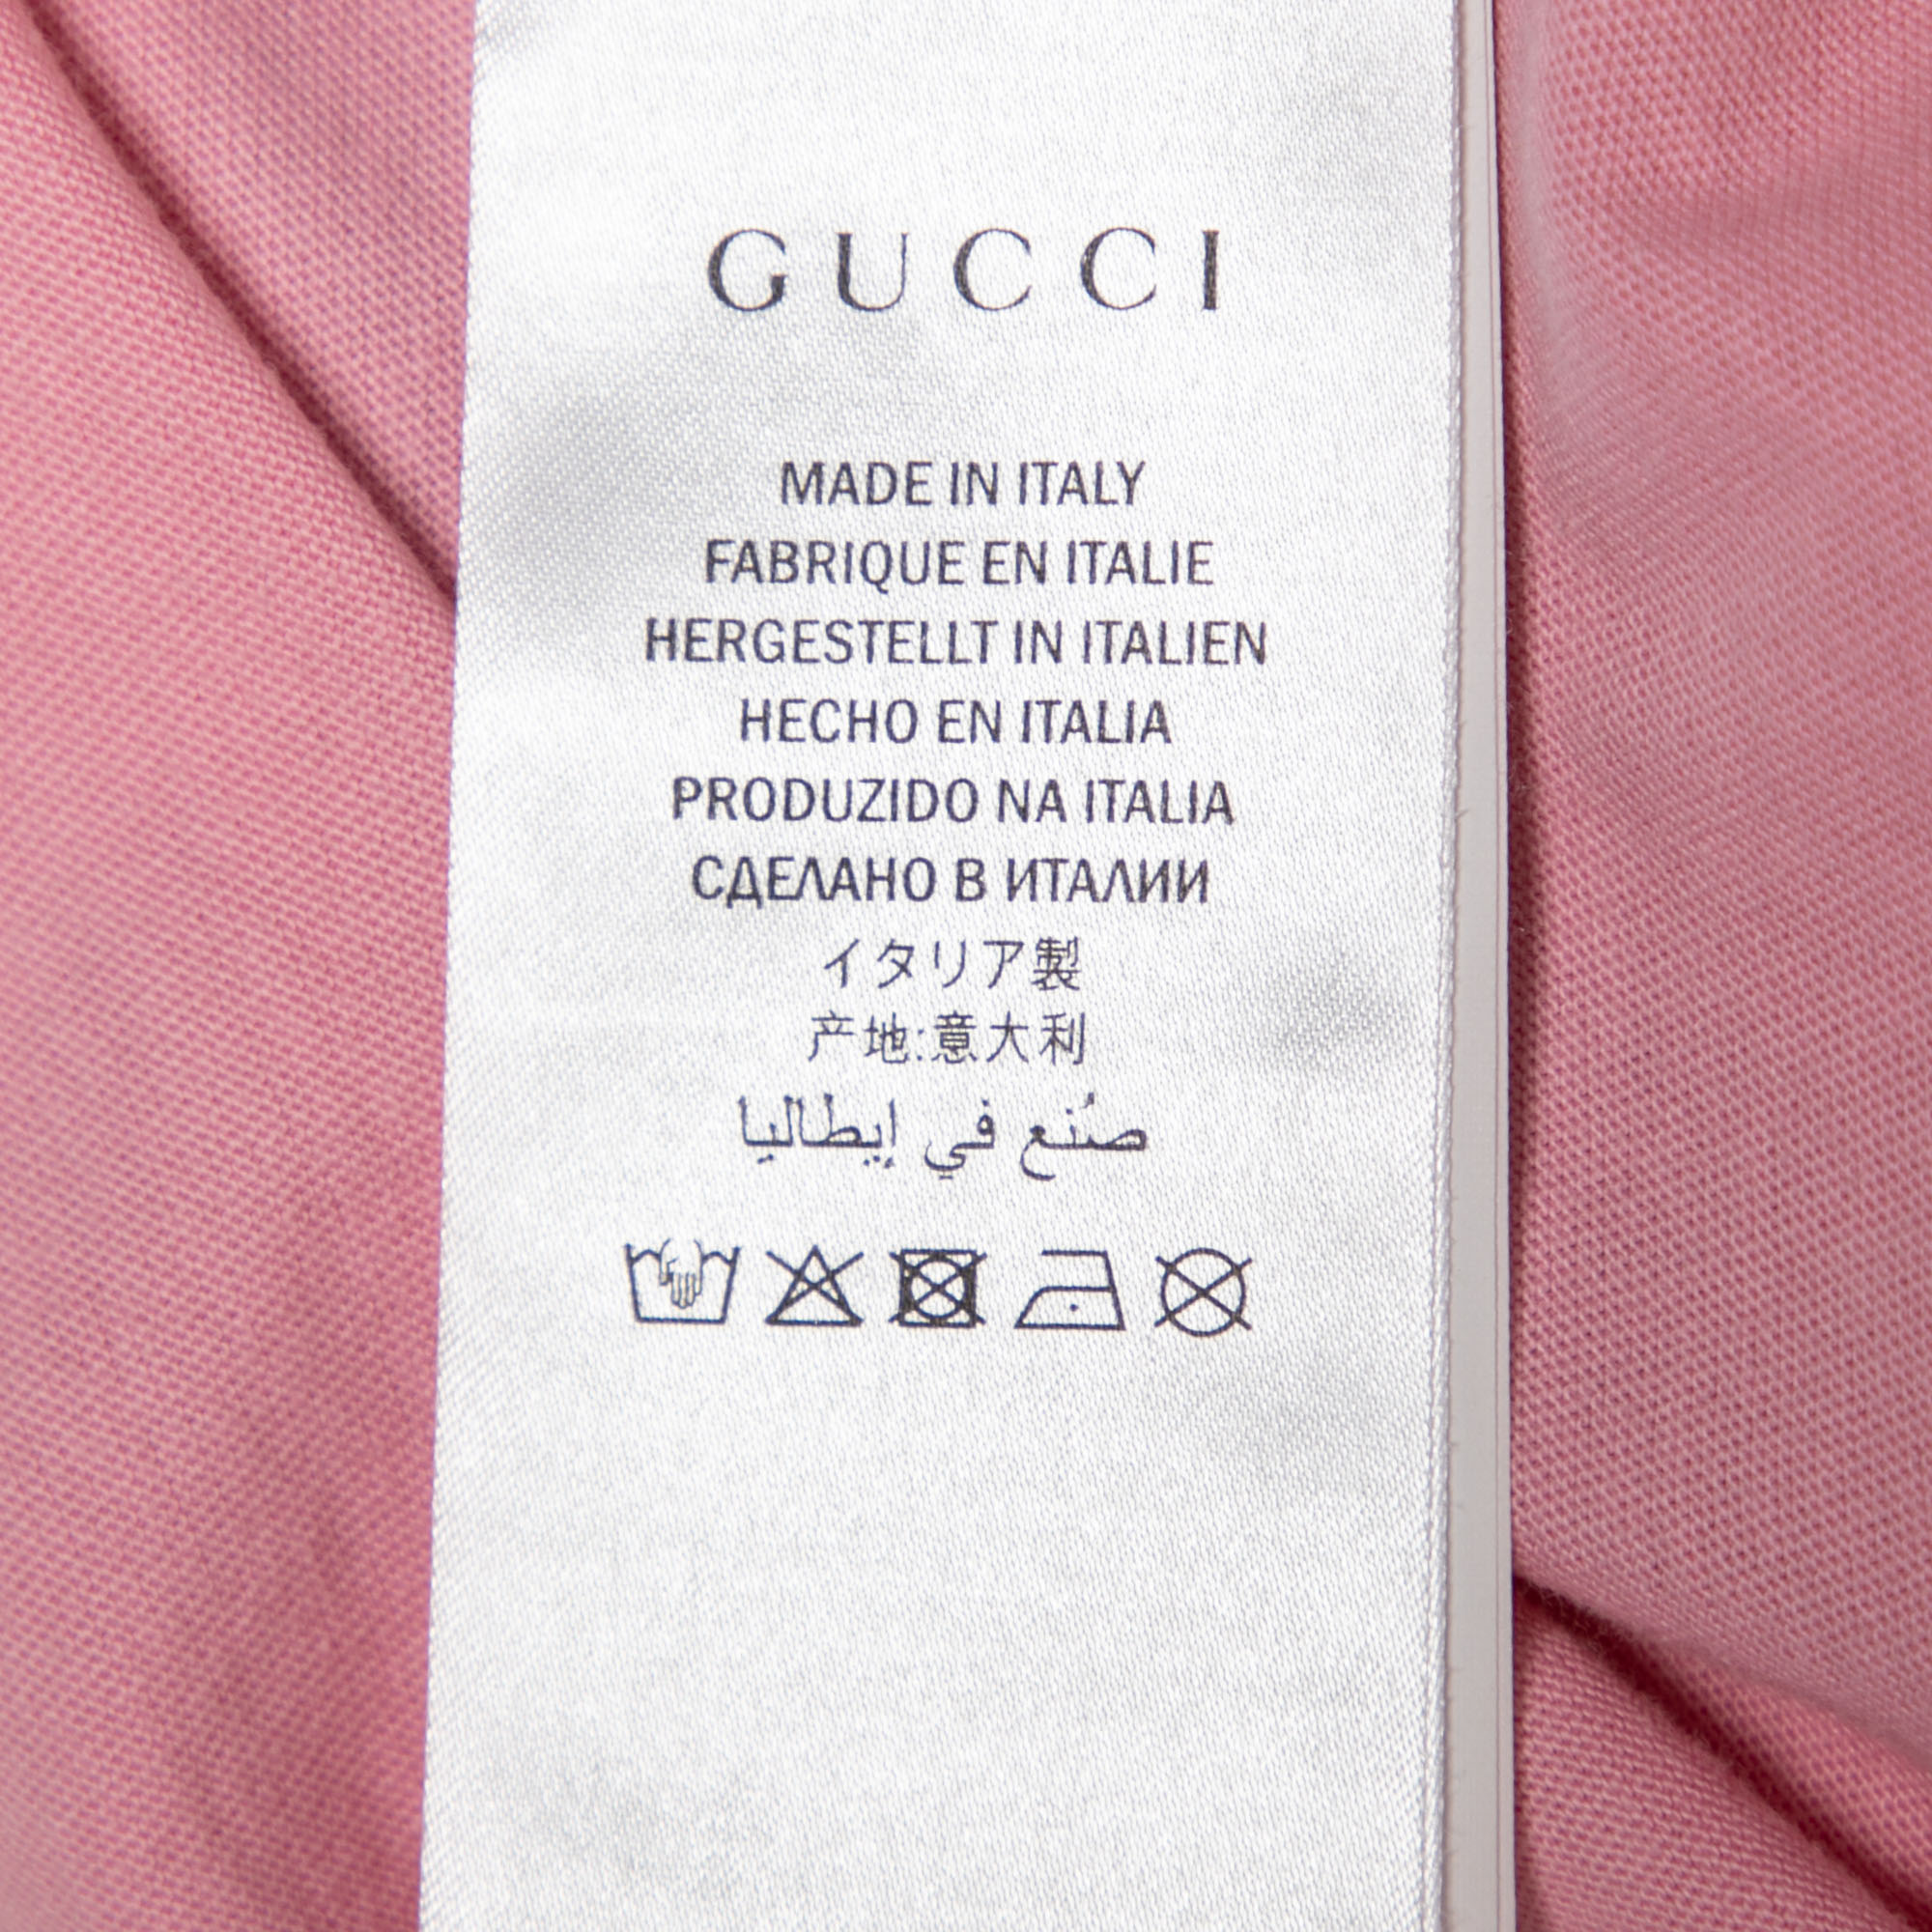 GUCCI
MADE IN ITALY
FABRIQUE EN ITALIE
HERGESTELLT IN ITALIEN
HECHO EN ITALIA
PRODUZIDO NA ITALIA
СДЕЛАНО В ИТАЛИИ
イタリア製
产地:意大利
صُنع في إيطاليا